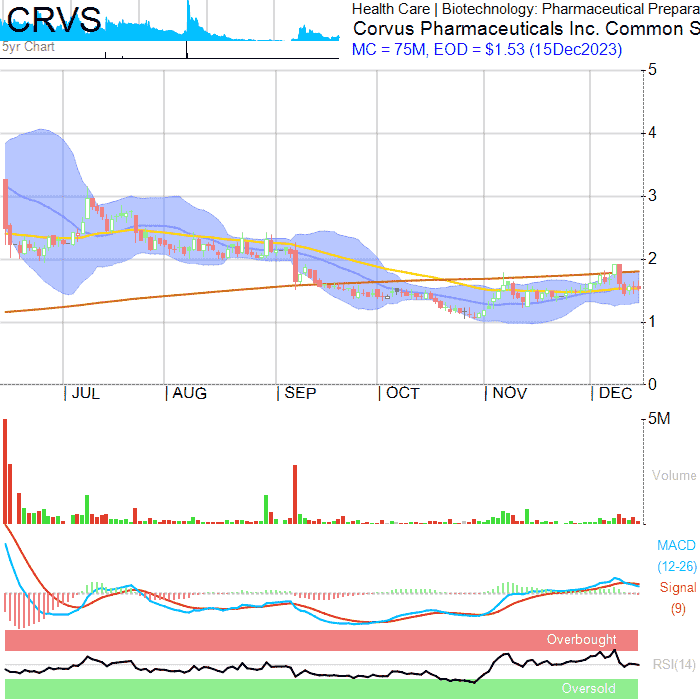 CRVS
5yr Chart
Health Care | Biotechnology: Pharmaceutical Prepara
Corvus Pharmaceuticals Inc. Common S
MC = 75M, EOD = $1.53 (15Dec2023)
5
4
3
2
1
0
JUL
AUG
SEP
OCT
NOV
DEC
5M
Volume
MACD
(12-26)
Signal
(9)
Overbought
RSI(14)
Oversold